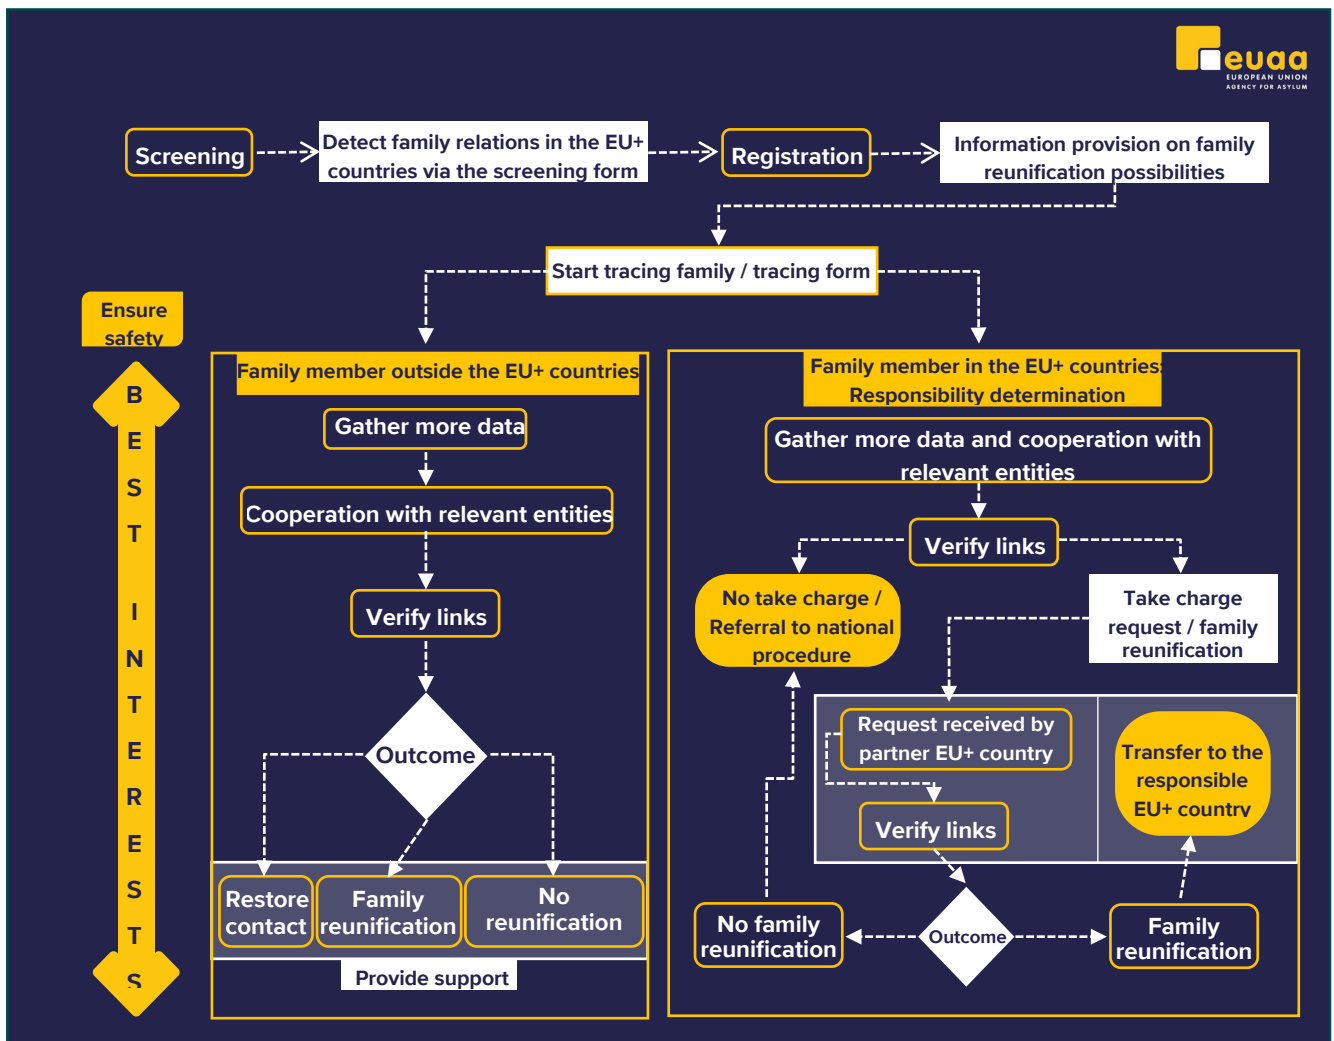 euaa
EUROPEAN UNION
AGENCY FOR ASYLUM
Screening
Detect family relations in the EU+
countries via the screening form
Registration
Information provision on family
reunification possibilities
Start tracing family / tracing form
Ensure
safety
B
E
S
T
I
N
T
E
R
E
S
T
S
Family member outside the EU+ countries
Gather more data
Cooperation with relevant entities
Verify links
Outcome
Restore
contact
Family
reunification
No
reunification
Provide support
Family member in the EU+ countries:
Responsibility determination
Gather more data and cooperation with
relevant entities
Verify links
No take charge /
Referral to national
procedure
Take charge
request / family
reunification
Request received by
partner EU+ country
Verify links
Transfer to the
responsible
EU+ country
No family
reunification
Outcome
Family
reunification